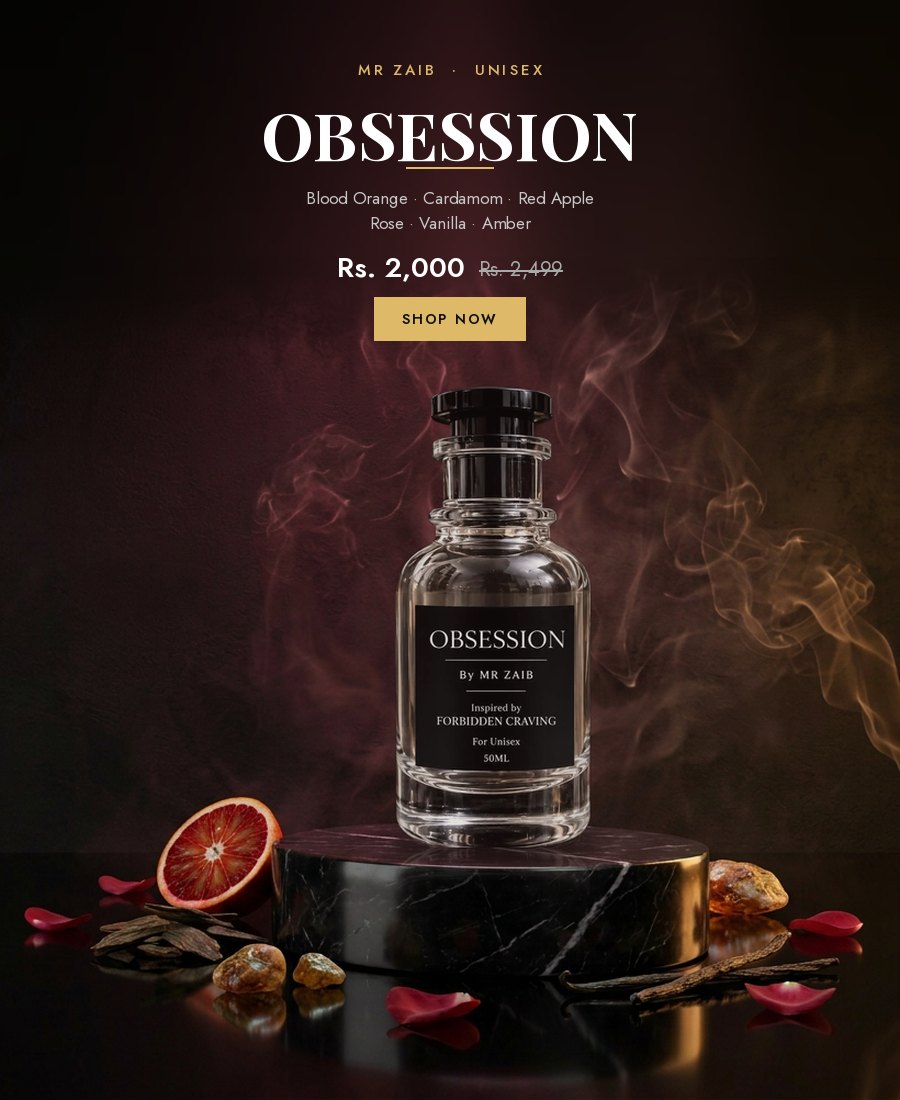 MR ZAIB · UNISEX
OBSESSION
Blood Orange · Cardamom · Red Apple
Rose · Vanilla · Amber
Rs. 2,000 Rs. 2,499
SHOP NOW
OBSESSION
By MR ZAIB
Inspired by
FORBIDDEN CRAVING
For Unisex
50ML